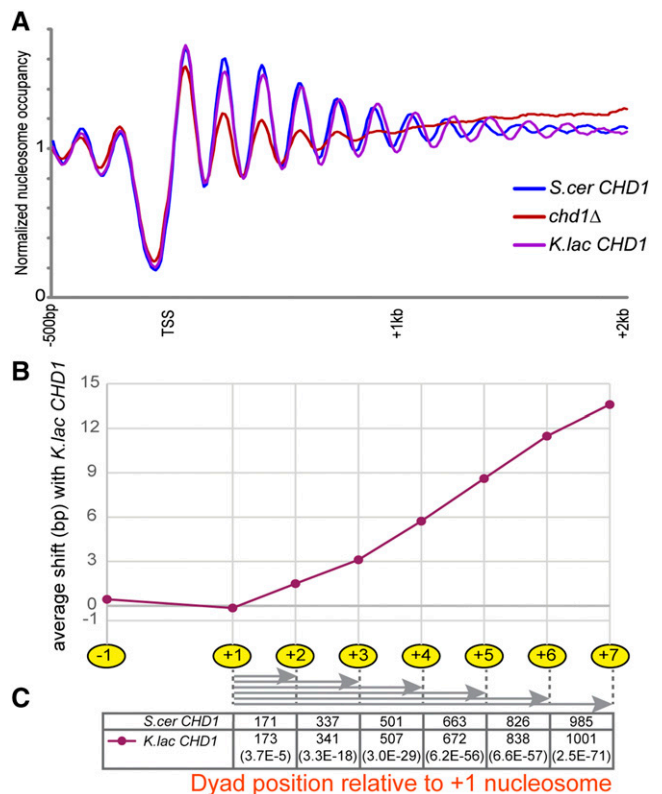 A
Normalized nucleosome occupancy
1
0
S.cer CHD1
chd1Δ
K.lac CHD1
-500bp
TSS
+1kb
+2kb
B
average shift (bp) with K.lac CHD1
15
12
9
6
3
0
-1
-1 +1 +2 +3 +4 +5 +6 +7
C
S.cer CHD1 171 337 501 663 826 985
K.lac CHD1 173 341 507 672 838 1001
(3.7E-5) (3.3E-18) (3.0E-29) (6.2E-56) (6.6E-57) (2.5E-71)
Dyad position relative to +1 nucleosome